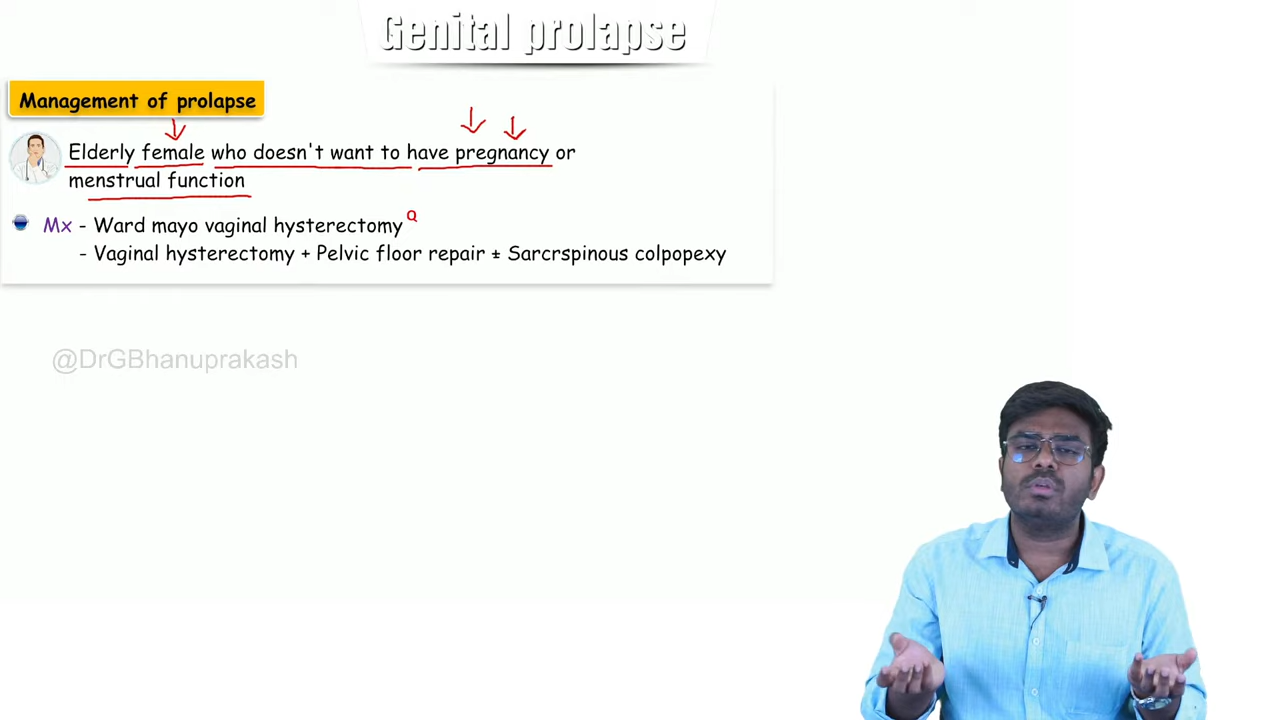 Genital prolapse
Management of prolapse
Elderly female who doesn't want to have pregnancy or
menstrual function
Mx - Ward mayo vaginal hysterectomy Q
- Vaginal hysterectomy + Pelvic floor repair ± Sarcrspinous colpopexy
@DrGBhanuprakash